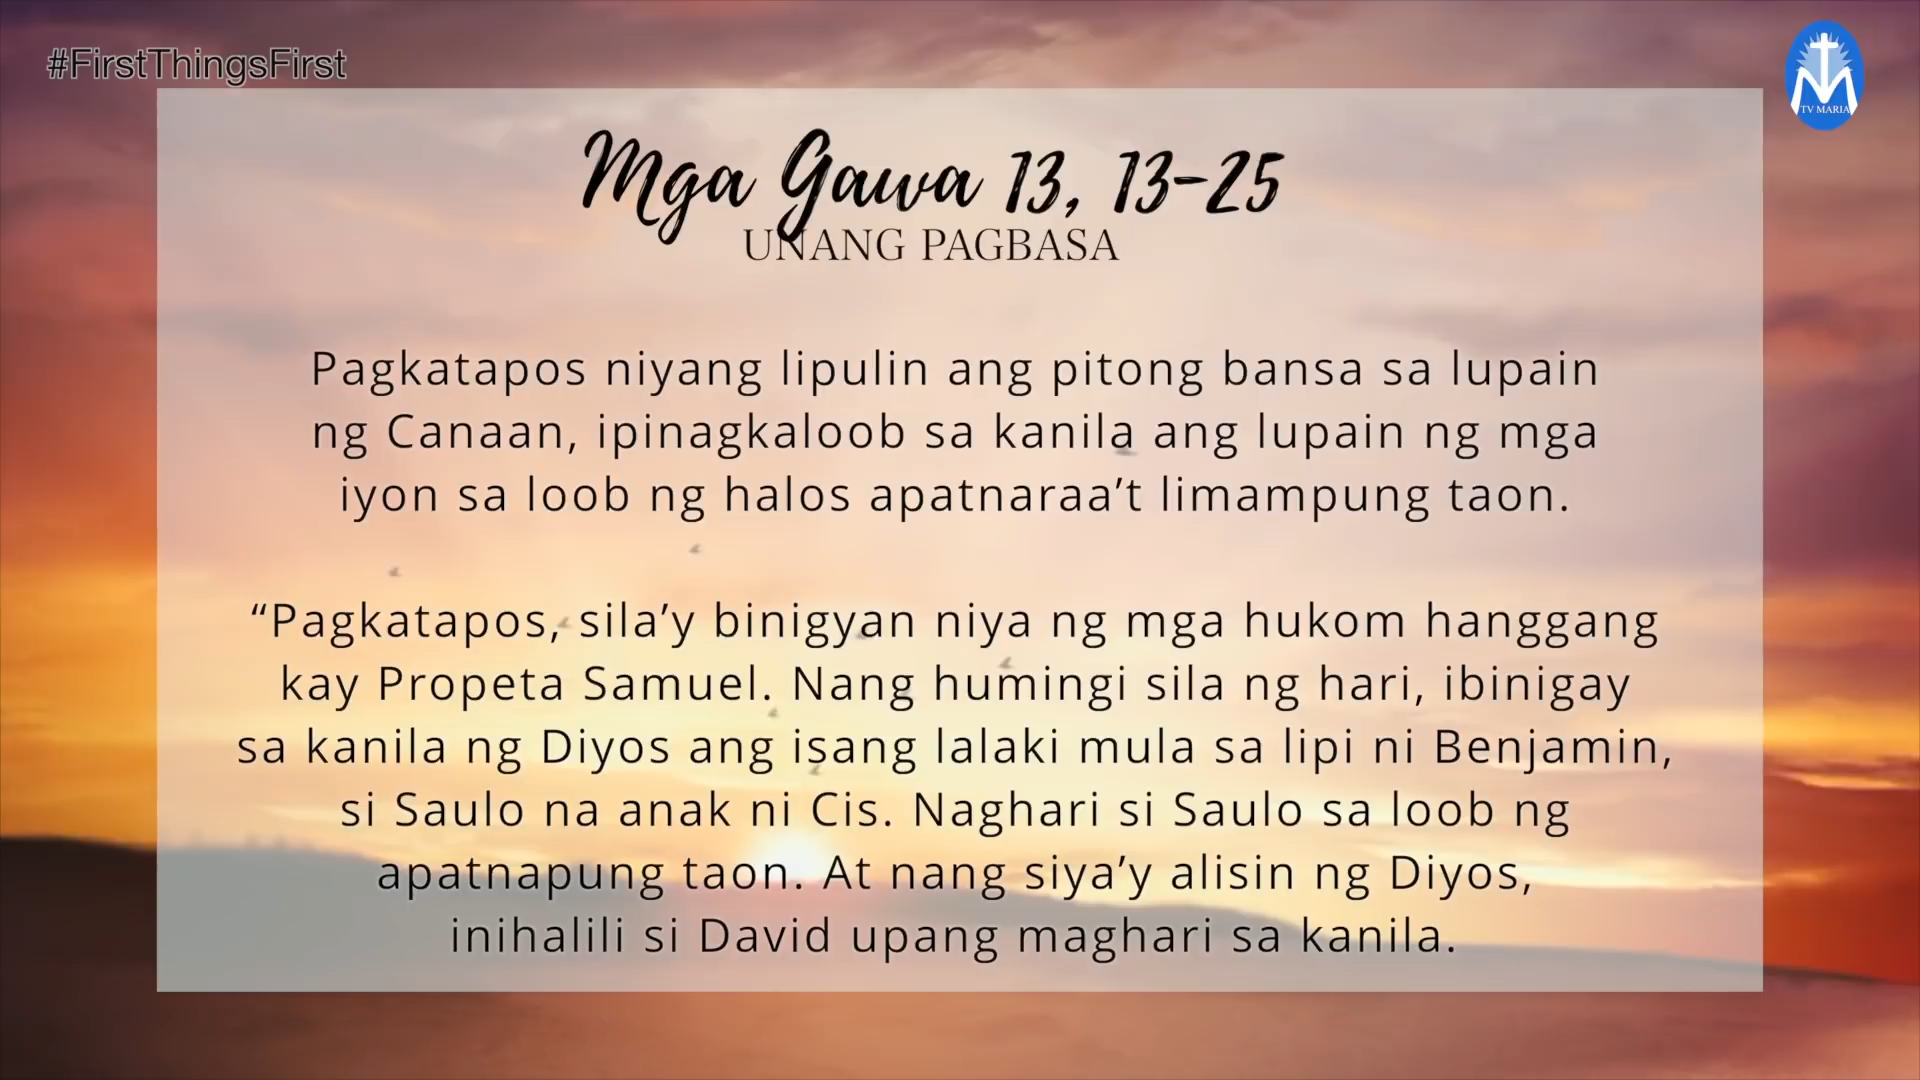 #FirstThingsFirst
TV MARIA
Mga Gawa 13, 13-25
UNANG PAGBASA
Pagkatapos niyang lipulin ang pitong bansa sa lupain
ng Canaan, ipinagkaloob sa kanila ang lupain ng mga
iyon sa loob ng halos apatnaraa’t limampung taon.
“Pagkatapos, sila’y binigyan niya ng mga hukom hanggang
kay Propeta Samuel. Nang humingi sila ng hari, ibinigay
sa kanila ng Diyos ang isang lalaki mula sa lipi ni Benjamin,
si Saulo na anak ni Cis. Naghari si Saulo sa loob ng
apatnapung taon. At nang siya’y alisin ng Diyos,
inihalili si David upang maghari sa kanila.